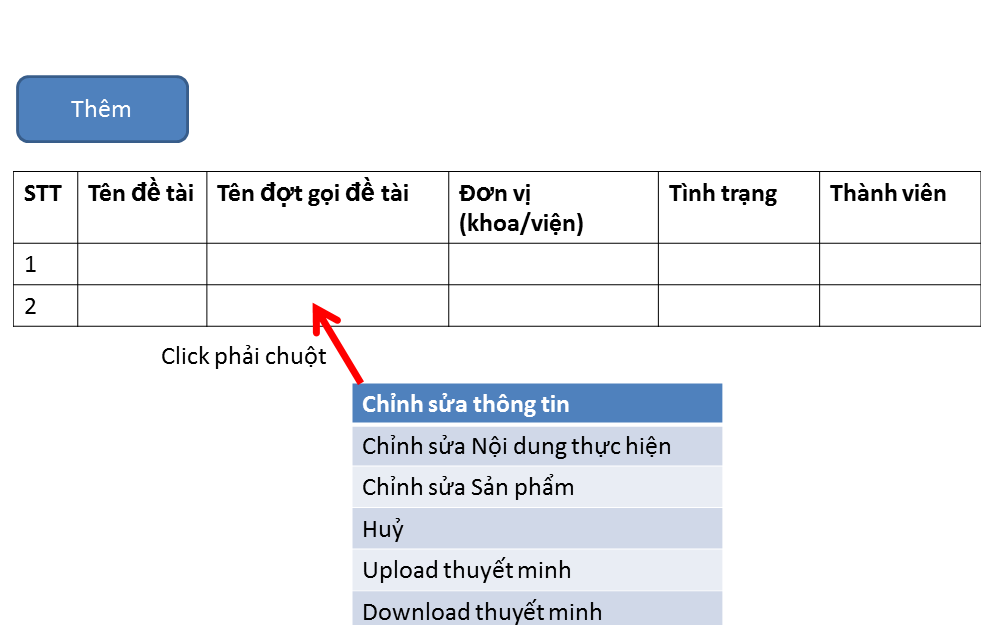 Thêm
STT Tên đề tài Tên đợt gọi đề tài Đơn vị Tình trạng Thành viên
(khoa/viện)
1
2
Click phải chuột
Chỉnh sửa thông tin
Chỉnh sửa Nội dung thực hiện
Chỉnh sửa Sản phẩm
Huỷ
Upload thuyết minh
Download thuyết minh